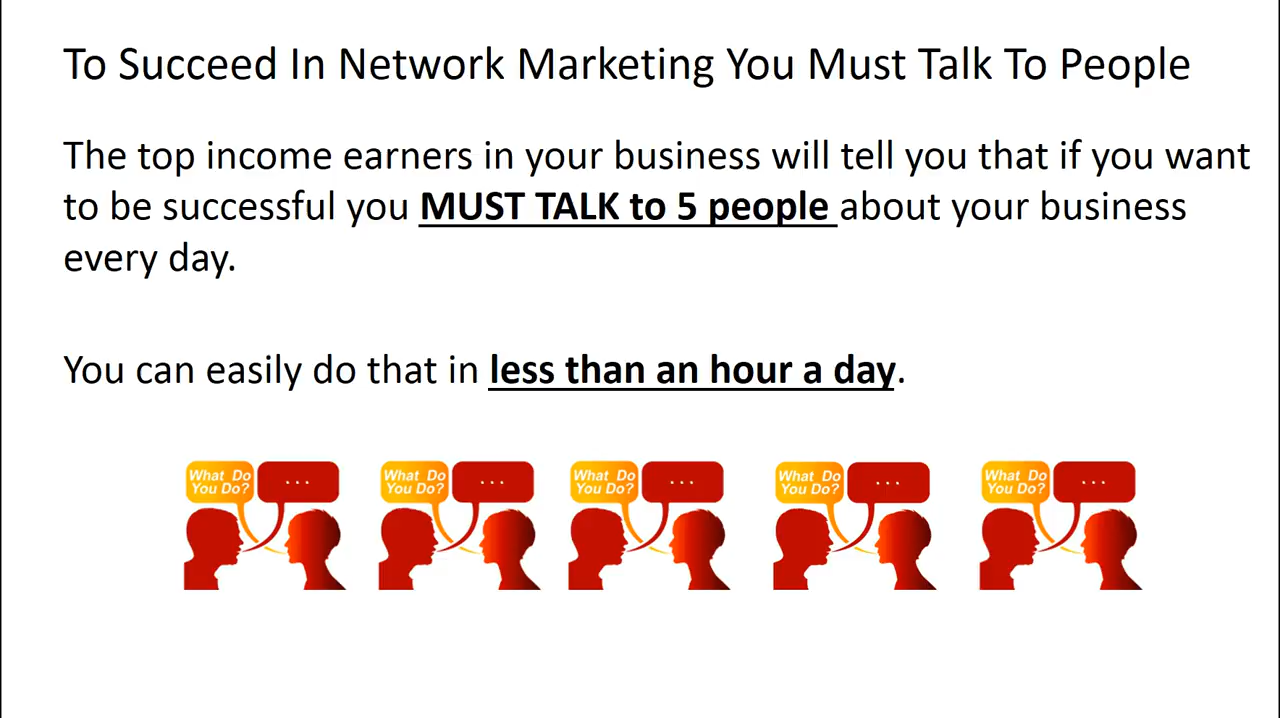 To Succeed In Network Marketing You Must Talk To People
The top income earners in your business will tell you that if you want
to be successful you MUST TALK to 5 people about your business
every day.
You can easily do that in less than an hour a day.
What Do
You Do?
...
What Do
You Do?
...
What Do
You Do?
...
What Do
You Do?
...
What Do
You Do?
...